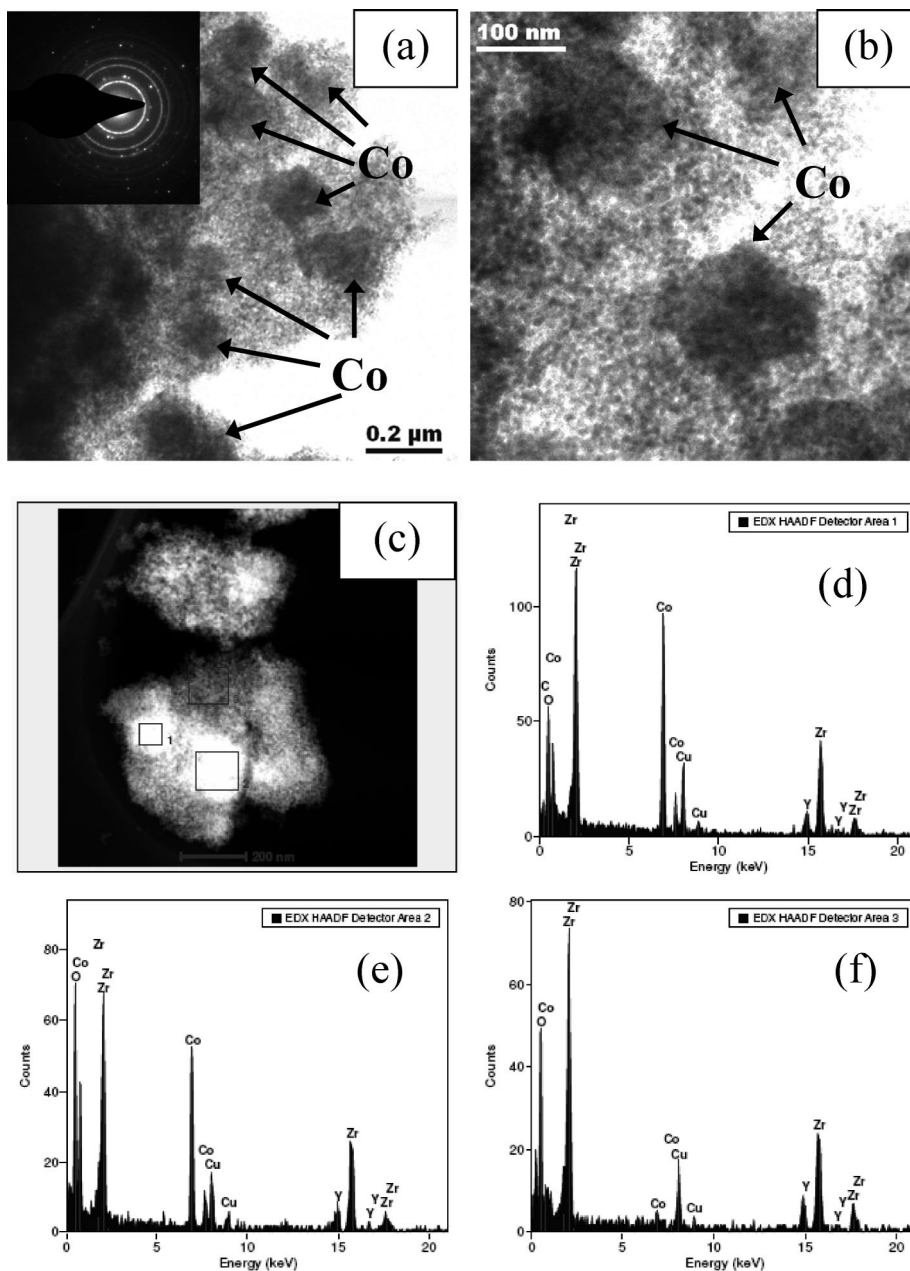 (a)
Co
Co
0.2 µm
100 nm
(b)
Co
(c)
1
200 nm
EDX HAADF Detector Area 1
(d)
Counts
100
50
0
Zr
Zr
Zr
Co
Co
C
O
Co
Cu
Cu
Zr
Y
Y
Y
Zr
Zr
0 5 10 15 20
Energy (keV)
EDX HAADF Detector Area 2
(e)
Counts
80
60
40
20
0
Zr
Co
O
Zr
Zr
Co
Co
Cu
Cu
Zr
Y
Y
Y
Zr
Zr
0 5 10 15 20
Energy (keV)
EDX HAADF Detector Area 3
(f)
Counts
80
60
40
20
0
Zr
Zr
Co
O
Co
Co
Cu
Cu
Zr
Y
Y
Y
Zr
Zr
0 5 10 15 20
Energy (keV)